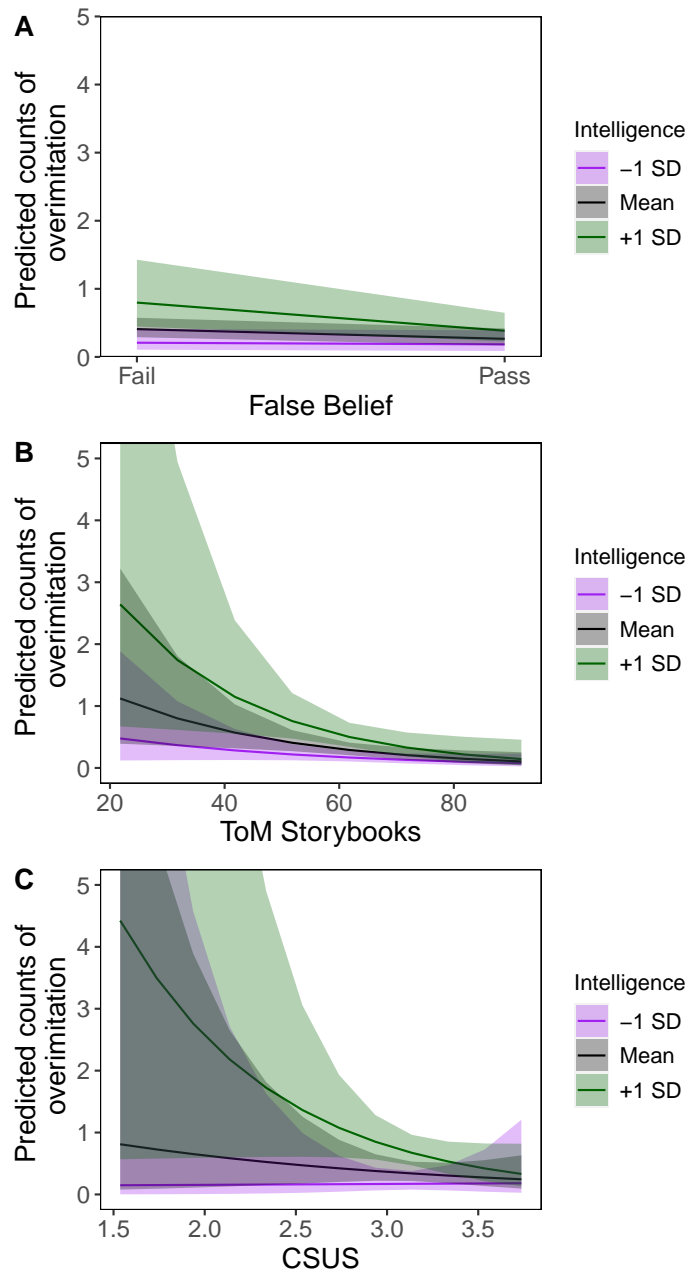 A
Predicted counts of
overimitation
5
4
3
2
1
0
Fail
Pass
False Belief
Intelligence
−1 SD
Mean
+1 SD
B
Predicted counts of
overimitation
5
4
3
2
1
0
20
40
60
80
ToM Storybooks
Intelligence
−1 SD
Mean
+1 SD
C
Predicted counts of
overimitation
5
4
3
2
1
0
1.5
2.0
2.5
3.0
3.5
CSUS
Intelligence
−1 SD
Mean
+1 SD